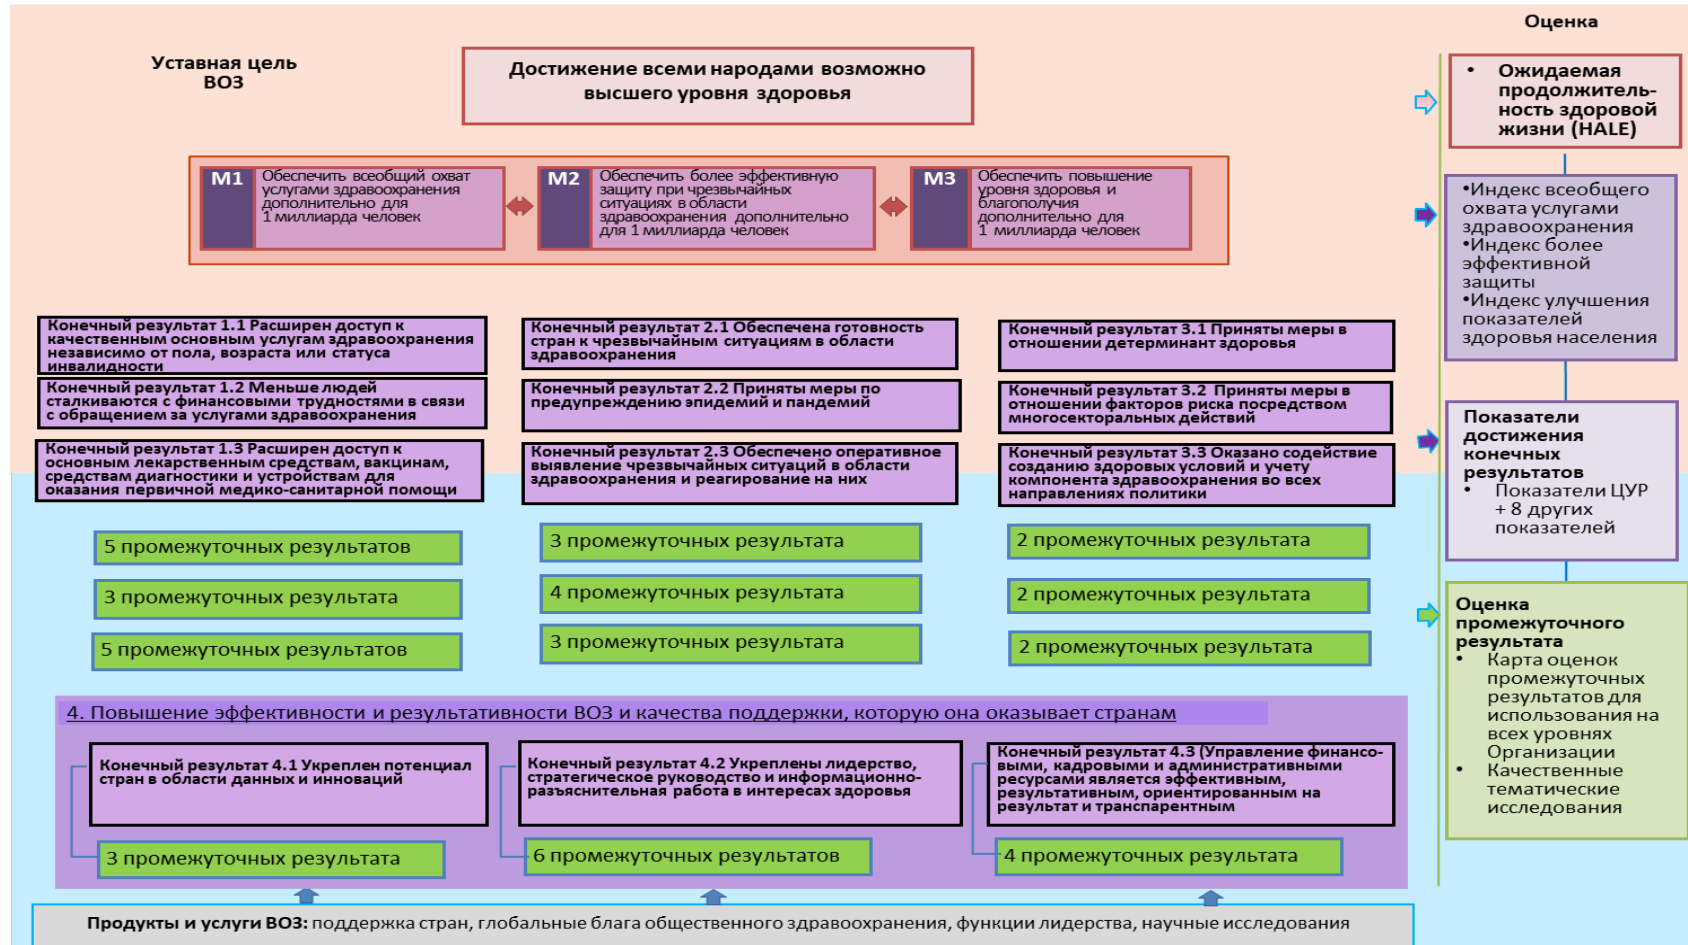 Оценка
Уставная цель
ВОЗ
Достижение всеми народами возможно
высшего уровня здоровья
• Ожидаемая
продолжитель-
ность здоровой
жизни (HALE)
М1
Обеспечить всеобщий охват
услугами здравоохранения
дополнительно для
1 миллиарда человек
М2
Обеспечить более эффективную
защиту при чрезвычайных
ситуациях в области
здравоохранения дополнительно
для 1 миллиарда человек
М3
Обеспечить повышение
уровня здоровья и
благополучия
дополнительно для
1 миллиарда человек
•Индекс всеобщего
охвата услугами
здравоохранения
•Индекс более
эффективной
защиты
•Индекс улучшения
показателей
здоровья населения
Конечный результат 1.1 Расширен доступ к
качественным основным услугам здравоохранения
независимо от пола, возраста или статуса
инвалидности
Конечный результат 2.1 Обеспечена готовность
стран к чрезвычайным ситуациям в области
здравоохранения
Конечный результат 3.1 Приняты меры в
отношении детерминант здоровья
Конечный результат 1.2 Меньше людей
сталкиваются с финансовыми трудностями в связи
с обращением за услугами здравоохранения
Конечный результат 2.2 Приняты меры по
предупреждению эпидемий и пандемий
Конечный результат 3.2 Приняты меры в
отношении факторов риска посредством
многосекторальных действий
Конечный результат 1.3 Расширен доступ к
основным лекарственным средствам, вакцинам,
средствам диагностики и устройствам для
оказания первичной медико-санитарной помощи
Конечный результат 2.3 Обеспечено оперативное
выявление чрезвычайных ситуаций в области
здравоохранения и реагирование на них
Конечный результат 3.3 Оказано содействие
созданию здоровых условий и учету
компонента здравоохранения во всех
направлениях политики
Показатели
достижения
конечных
результатов
• Показатели ЦУР
+ 8 других
показателей
5 промежуточных результатов
3 промежуточных результата
2 промежуточных результата
3 промежуточных результата
4 промежуточных результата
2 промежуточных результата
5 промежуточных результатов
3 промежуточных результата
2 промежуточных результата
Оценка
промежуточного
результата
• Карта оценок
промежуточных
результатов для
использования на
всех уровнях
Организации
• Качественные
тематические
исследования
4. Повышение эффективности и результативности ВОЗ и качества поддержки, которую она оказывает странам
Конечный результат 4.1 Укреплен потенциал
стран в области данных и инноваций
Конечный результат 4.2 Укреплены лидерство,
стратегическое руководство и информационно-
разъяснительная работа в интересах здоровья
Конечный результат 4.3 (Управление финансо-
выми, кадровыми и административными
ресурсами является эффективным,
результативным, ориентированным на
результат и транспарентным
3 промежуточных результата
6 промежуточных результатов
4 промежуточных результата
Продукты и услуги ВОЗ: поддержка стран, глобальные блага общественного здравоохранения, функции лидерства, научные исследования